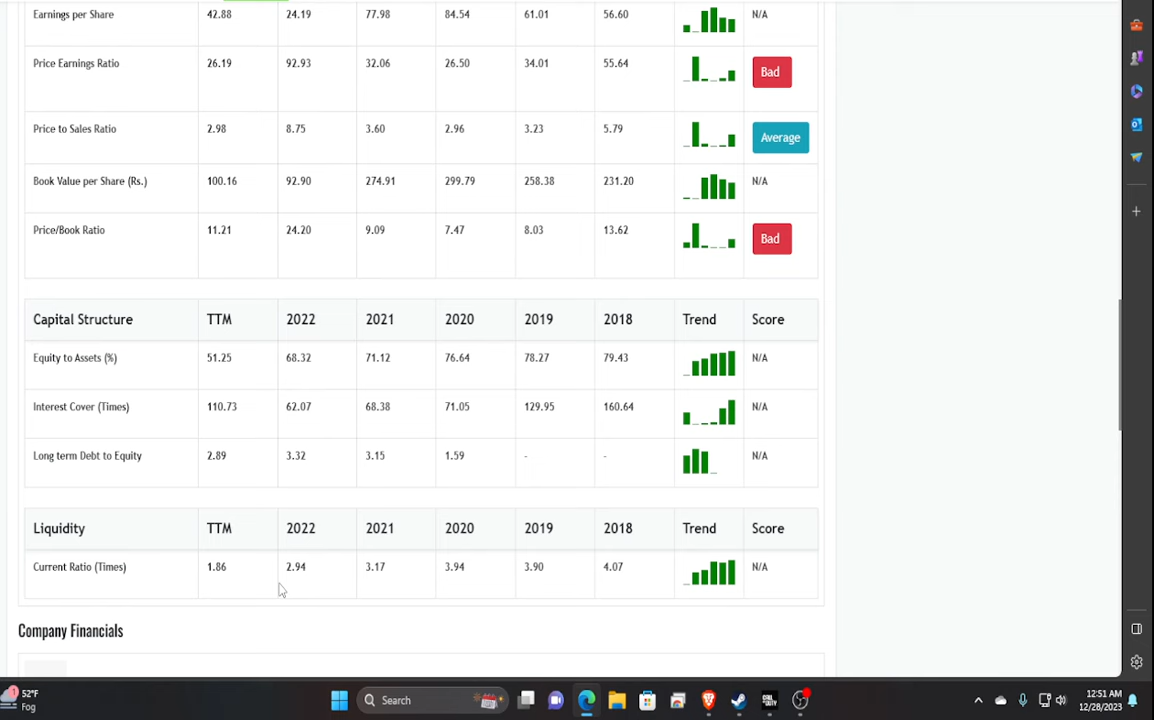 Earnings per Share 42.88 24.19 77.98 84.54 61.01 56.60 N/A
Price Earnings Ratio 26.19 92.93 32.06 26.50 34.01 55.64 Bad
Price to Sales Ratio 2.98 8.75 3.60 2.96 3.23 5.79 Average
Book Value per Share (Rs.) 100.16 92.90 274.91 299.79 258.38 231.20 N/A
Price/Book Ratio 11.21 24.20 9.09 7.47 8.03 13.62 Bad
Capital Structure TTM 2022 2021 2020 2019 2018 Trend Score
Equity to Assets (%) 51.25 68.32 71.12 76.64 78.27 79.43 N/A
Interest Cover (Times) 110.73 62.07 68.38 71.05 129.95 160.64 N/A
Long term Debt to Equity 2.89 3.32 3.15 1.59 - - N/A
Liquidity TTM 2022 2021 2020 2019 2018 Trend Score
Current Ratio (Times) 1.86 2.94 3.17 3.94 3.90 4.07 N/A
Company Financials
1 52°F
Fog
Search
12:51 AM
12/28/2023